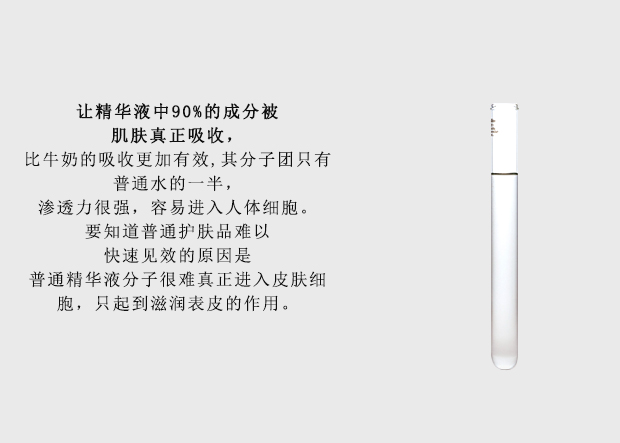 让精华液中90%的成分被
肌肤真正吸收，
比牛奶的吸收更加有效,其分子团只有
普通水的一半，
渗透力很强，容易进入人体细胞。
要知道普通护肤品难以
快速见效的原因是
普通精华液分子很难真正进入皮肤细
胞，只起到滋润表皮的作用。